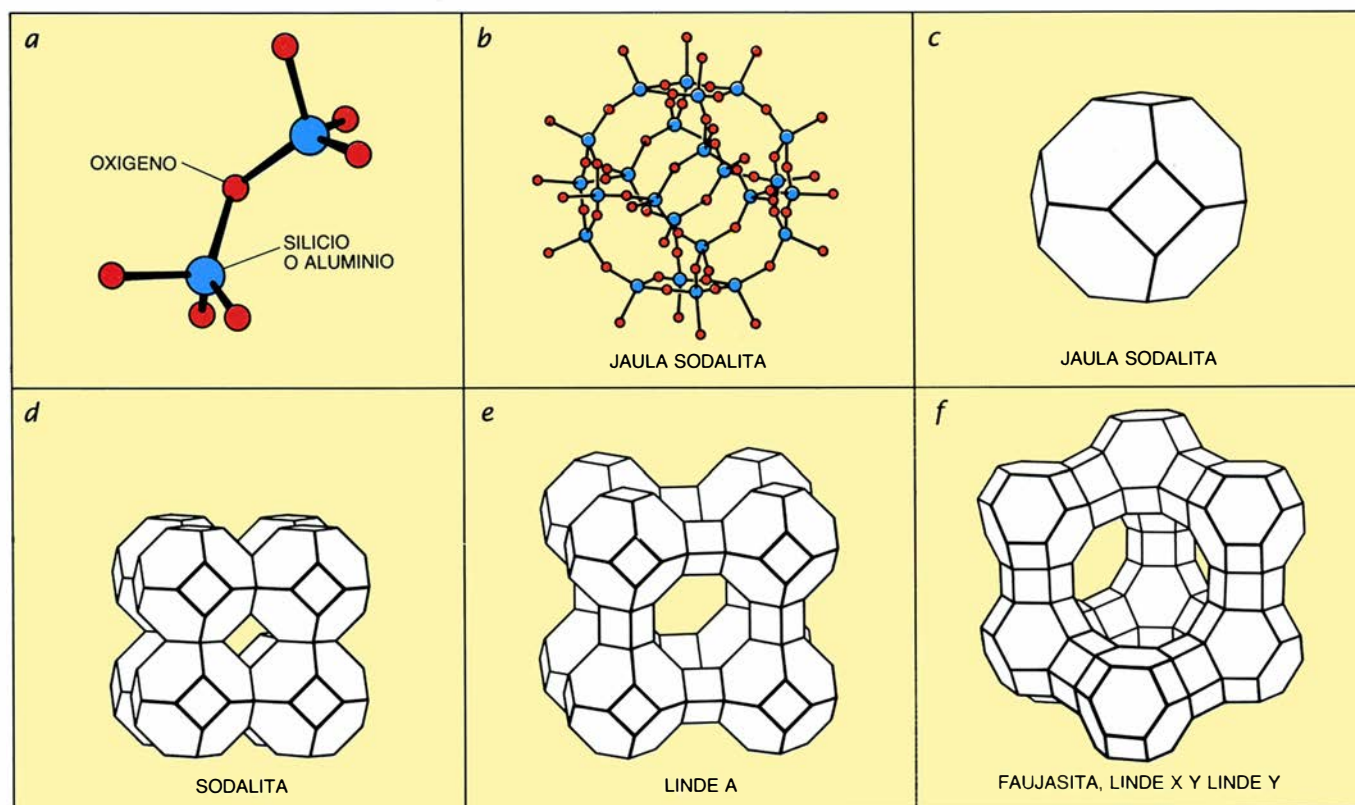 a
OXIGENO
SILICIO
O ALUMINIO
b
JAULA SODALITA
c
JAULA SODALITA
d
SODALITA
e
LINDE A
f
FAUJASITA, LINDE X Y LINDE Y